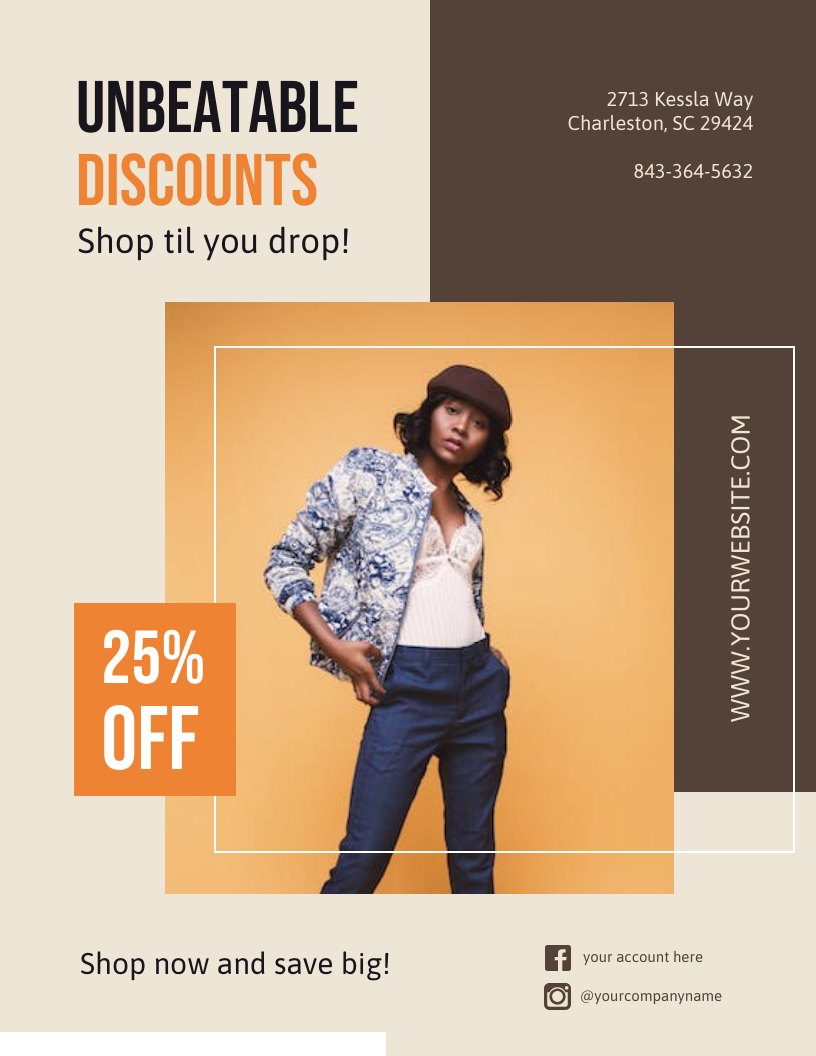 UNBEATABLE
DISCOUNTS
Shop til you drop!
2713 Kessla Way
Charleston, SC 29424
843-364-5632
WWW.YOURWEBSITE.COM
25%
OFF
Shop now and save big!
your account here
@yourcompanyname